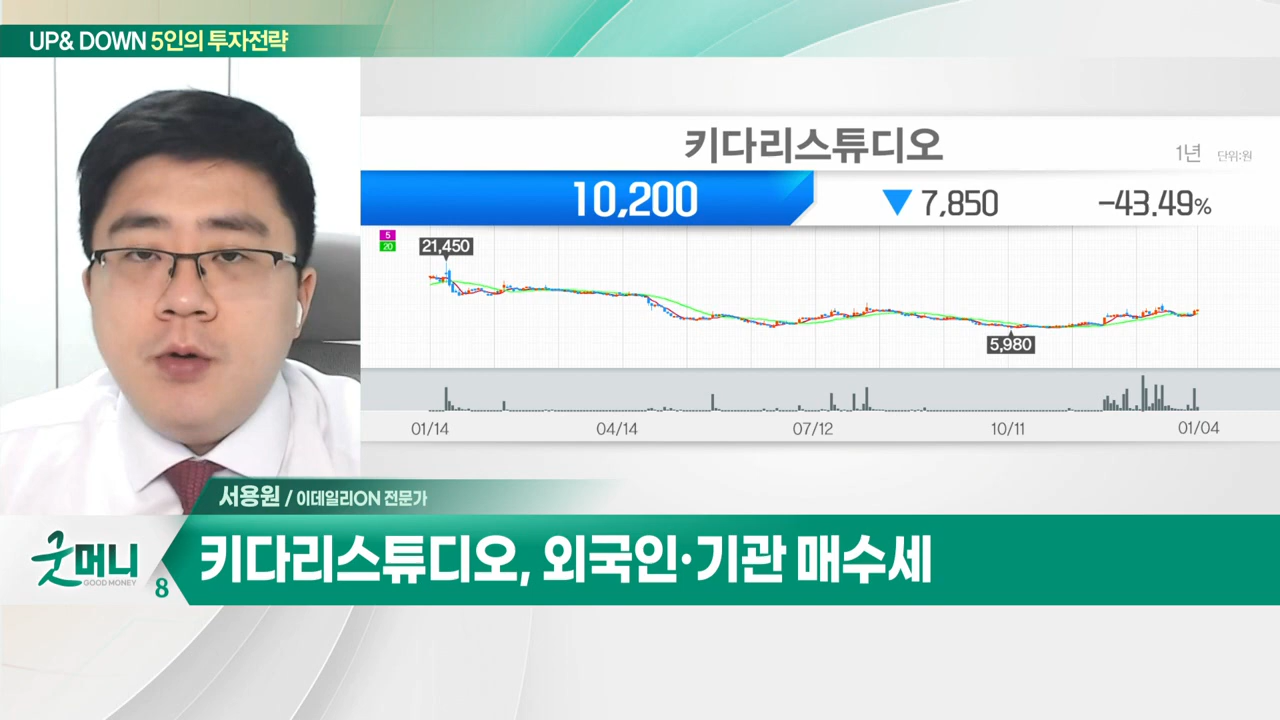 UP& DOWN 5인의 투자전략
키다리스튜디오
1년 단위:원
10,200 ▼ 7,850 -43.49%
5
20
21,450
5,980
01/14 04/14 07/12 10/11 01/04
서용원 / 이데일리ON 전문가
굿머니
GOOD MONEY
8
키다리스튜디오, 외국인·기관 매수세